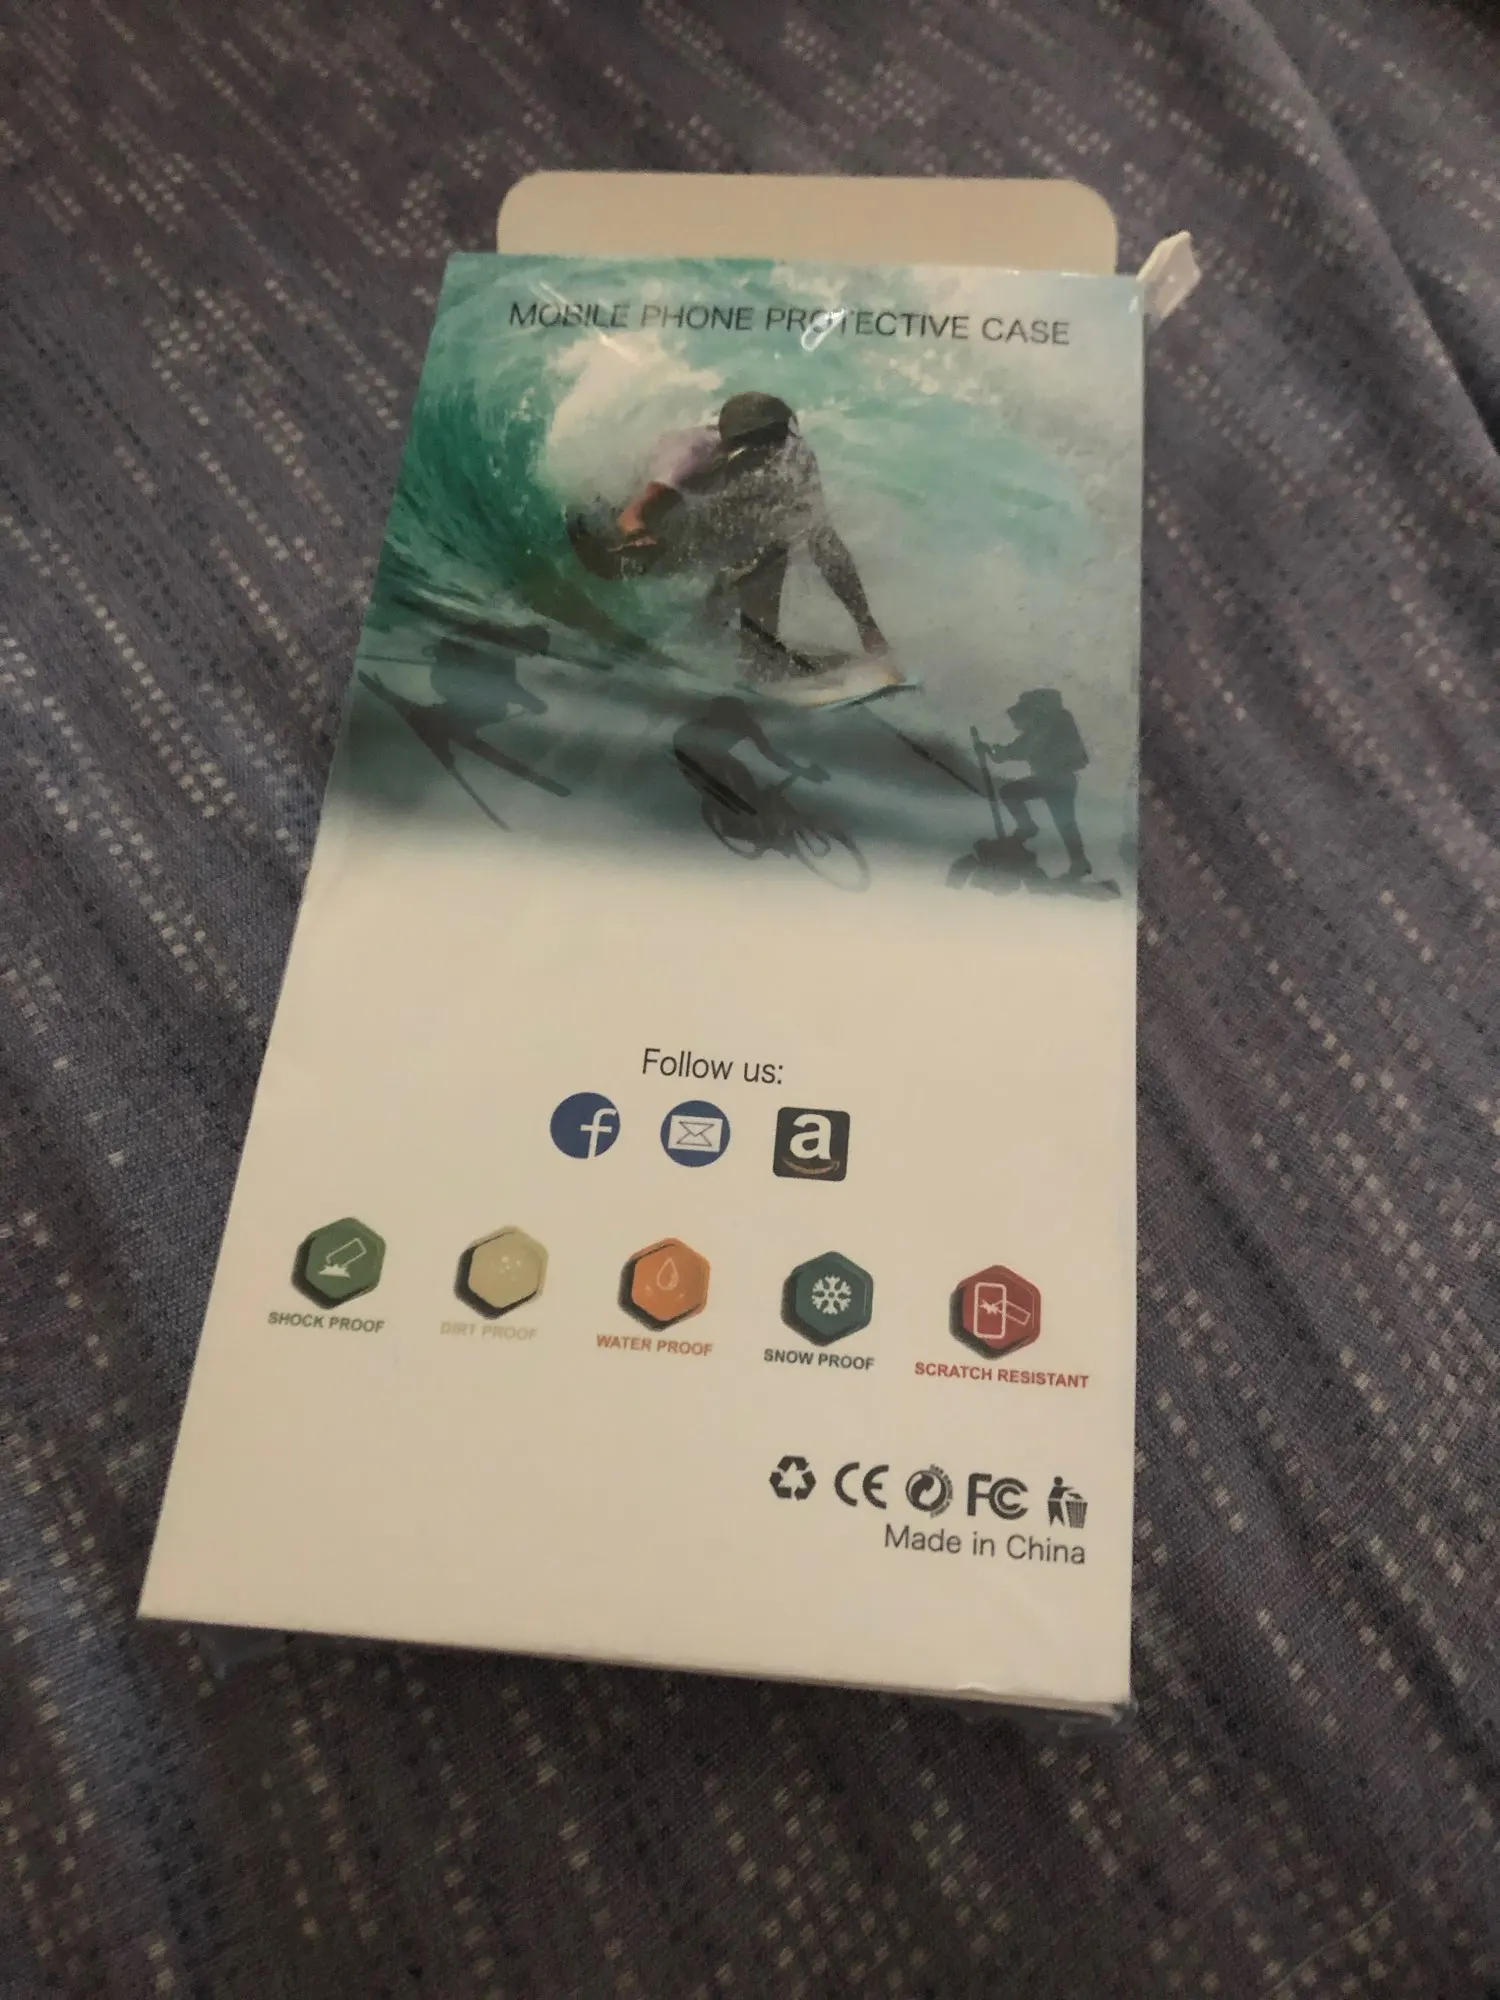 MOBILE PHONE PROTECTIVE CASE
Follow us:
f
a
SHOCK PROOF
DIRT PROOF
WATER PROOF
SNOW PROOF
SCRATCH RESISTANT
CE FC
Made in China